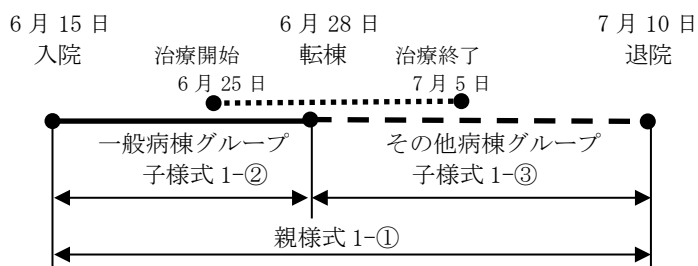 6 月 15 日 6 月 28 日 7 月 10 日
入院 治療開始 転棟 治療終了 退院
6 月 25 日 7 月 5 日
一般病棟グループ その他病棟グループ
子様式 1-② 子様式 1-③
親様式 1-①